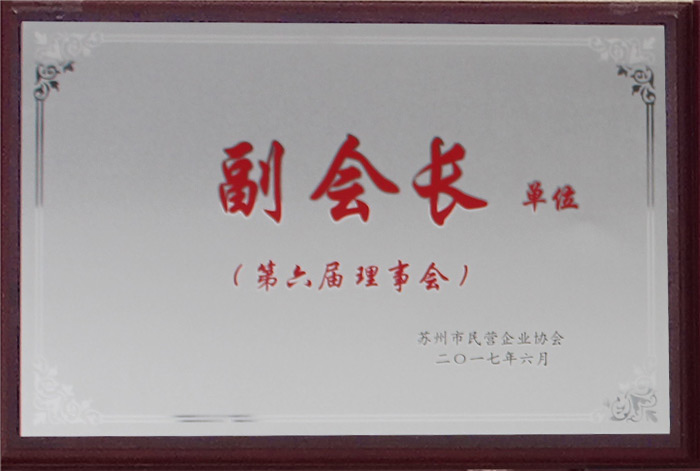 副会长 单位
（第六届理事会）
苏州市民营企业协会
二〇一七年六月